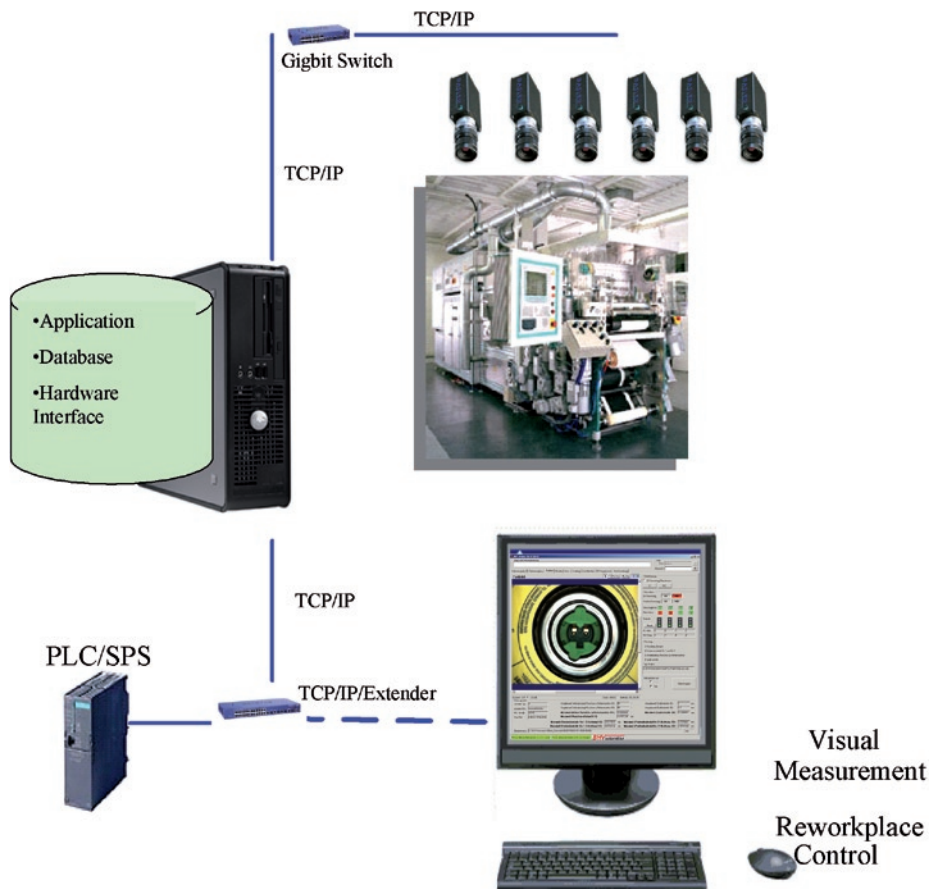 TCP/IP
Gigbit Switch
TCP/IP
•Application
•Database
•Hardware
Interface
TCP/IP
PLC/SPS
TCP/IP/Extender
Visual
Measurement
Reworkplace
Control